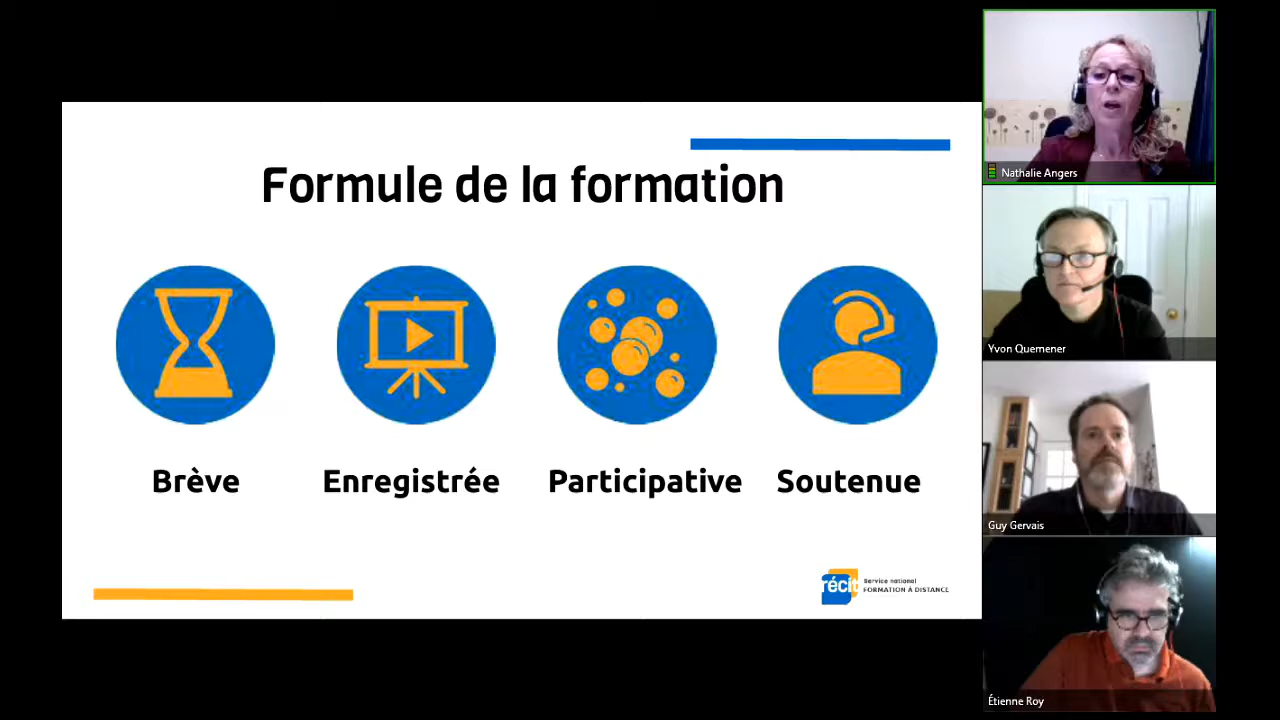 Formule de la formation
Brève
Enregistrée
Participative
Soutenue
récit
Service national
FORMATION À DISTANCE
Nathalie Angers
Yvon Quemener
Guy Gervais
Étienne Roy